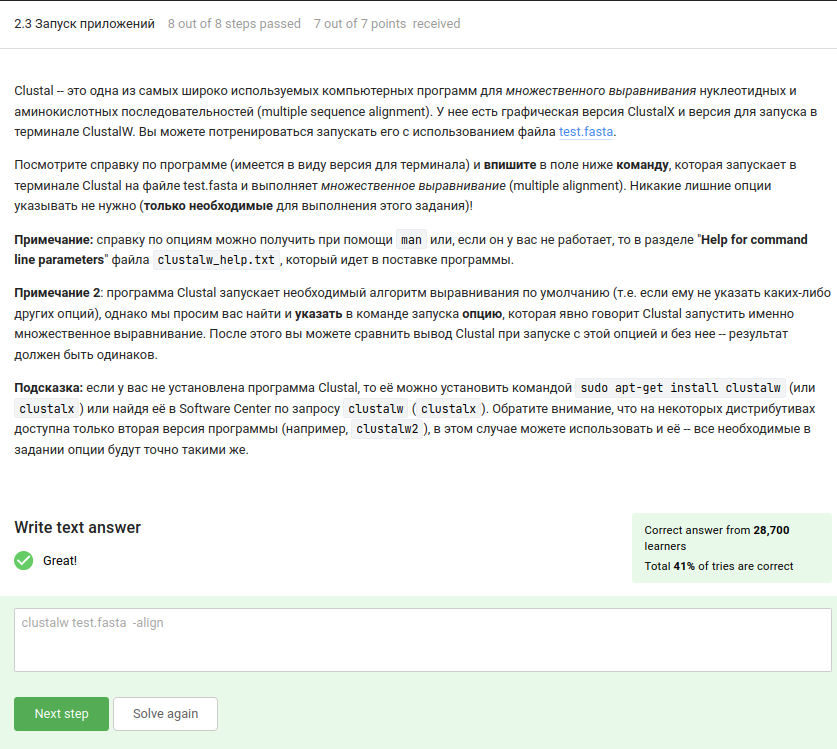 2.3 Запуск приложений 8 out of 8 steps passed 7 out of 7 points received
Clustal -- это одна из самых широко используемых компьютерных программ для множественного выравнивания нуклеотидных и
аминокислотных последовательностей (multiple sequence alignment). У нее есть графическая версия ClustalX и версия для запуска в
терминале ClustalW. Вы можете потренироваться запускать его с использованием файла test.fasta.
Посмотрите справку по программе (имеется в виду версия для терминала) и впишите в поле ниже команду, которая запускает в
терминале Clustal на файле test.fasta и выполняет множественное выравнивание (multiple alignment). Никакие лишние опции
указывать не нужно (только необходимые для выполнения этого задания)!
Примечание: справку по опциям можно получить при помощи man или, если он у вас не работает, то в разделе "Help for command
line parameters" файла clustalw_help.txt , который идет в поставке программы.
Примечание 2: программа Clustal запускает необходимый алгоритм выравнивания по умолчанию (т.е. если ему не указать каких-либо
других опций), однако мы просим вас найти и указать в команде запуска опцию, которая явно говорит Clustal запустить именно
множественное выравнивание. После этого вы можете сравнить вывод Clustal при запуске с этой опцией и без нее -- результат
должен быть одинаков.
Подсказка: если у вас не установлена программа Clustal, то её можно установить командой sudo apt-get install clustalw (или
clustalx ) или найдя её в Software Center по запросу clustalw ( clustalx ). Обратите внимание, что на некоторых дистрибутивах
доступна только вторая версия программы (например, clustalw2 ), в этом случае можете использовать и её -- все необходимые в
задании опции будут точно такими же.
Write text answer
Correct answer from 28,700
learners
Total 41% of tries are correct
Great!
clustalw test.fasta -align
Next step Solve again